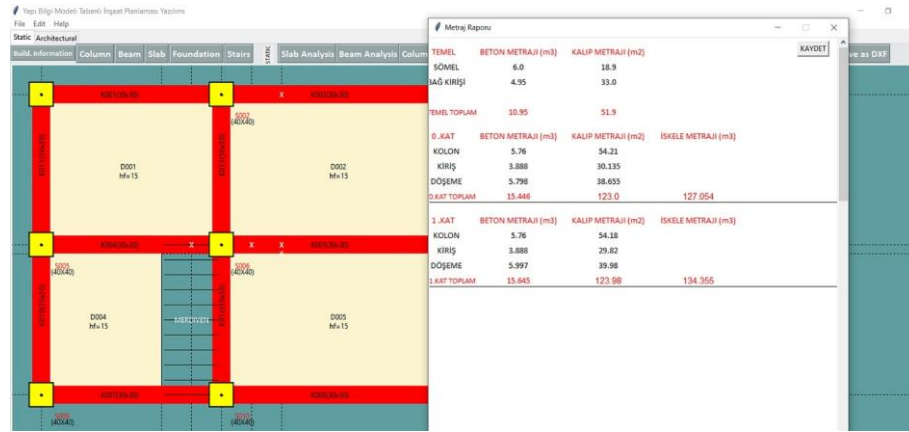 Yapı Bilgi Modeli Tabanlı İnşaat Planlaması Yazılımı
File Edit Help
Static Architectural
Build. Information Column Beam Slab Foundation Stairs STATIC Slab Analysis Beam Analysis Colum
ve as DXF
X
S002
(40X40)
D001
hf=15
D002
hf=15
X X X
S005
(40X40)
S006
(40X40)
D004
hf=15
MERDİVEN
D005
hf=15
S009
(40X40)
S010
(40X40)
Metraj Raporu
KAYDET
TEMEL BETON METRAJI (m3) KALIP METRAJI (m2)
SÖMEL 6.0 18.9
BAĞ KİRİŞİ 4.95 33.0
TEMEL TOPLAM 10.95 51.9
0 .KAT BETON METRAJI (m3) KALIP METRAJI (m2) İSKELE METRAJI (m3)
KOLON 5.76 54.21
KİRİŞ 3.888 30.135
DÖŞEME 5.798 38.655
0.KAT TOPLAM 15.446 123.0 127.054
1 .KAT BETON METRAJI (m3) KALIP METRAJI (m2) İSKELE METRAJI (m3)
KOLON 5.76 54.18
KİRİŞ 3.888 29.82
DÖŞEME 5.997 39.98
1.KAT TOPLAM 15.645 123.98 134.355